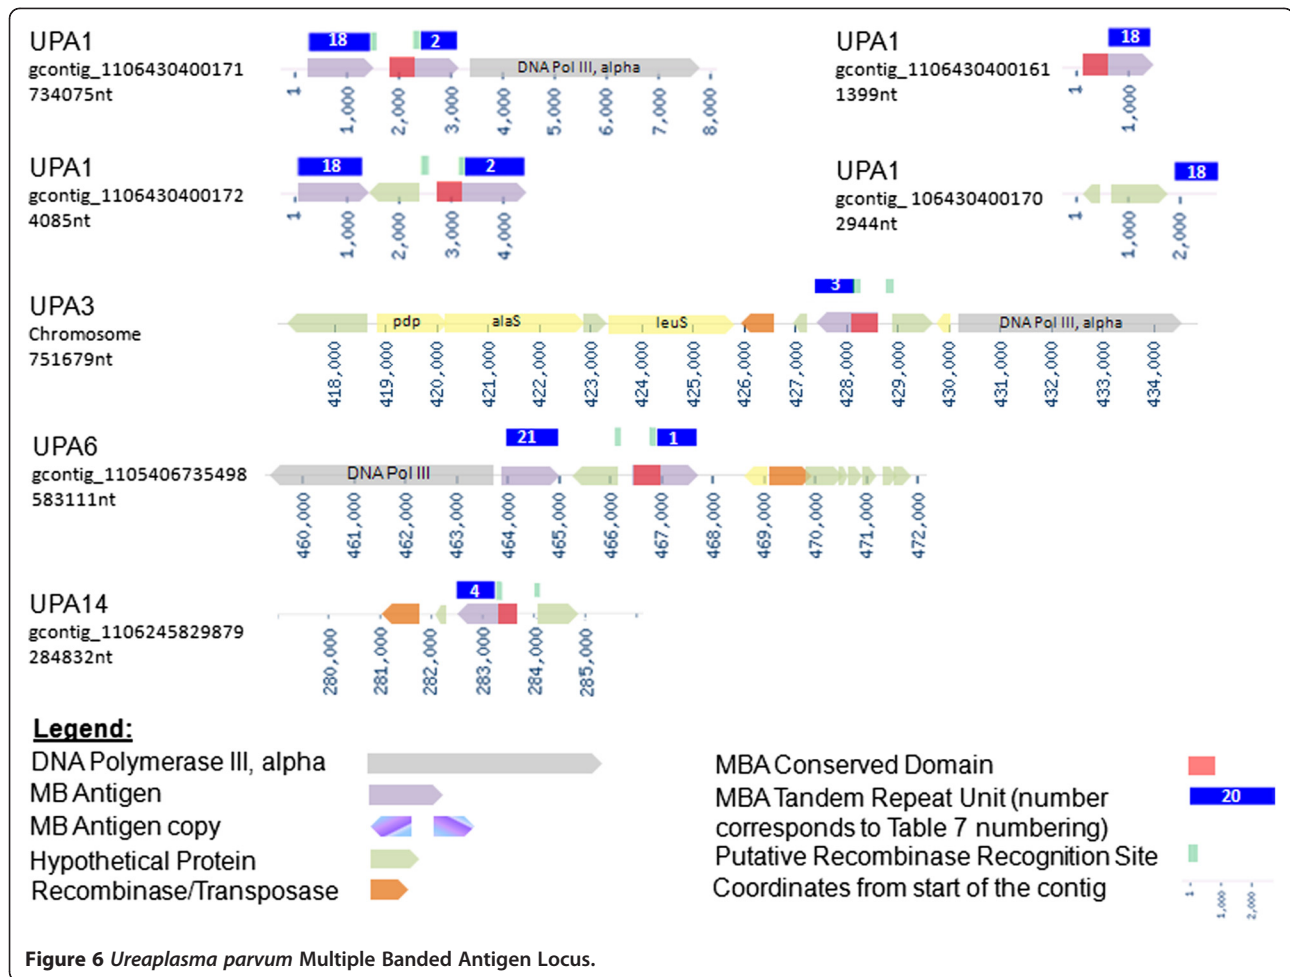 UPA1
gcontig_1106430400171
734075nt
18
2
DNA Pol III, alpha
1
1,000
2,000
3,000
4,000
5,000
6,000
7,000
8,000
UPA1
gcontig_1106430400161
1399nt
18
1
1,000
UPA1
gcontig_1106430400172
4085nt
18
2
1
1,000
2,000
3,000
4,000
UPA1
gcontig_ 106430400170
2944nt
18
1
1,000
2,000
UPA3
Chromosome
751679nt
3
pdp
alaS
leuS
DNA Pol III, alpha
418,000
419,000
420,000
421,000
422,000
423,000
424,000
425,000
426,000
427,000
428,000
429,000
430,000
431,000
432,000
433,000
434,000
UPA6
gcontig_1105406735498
583111nt
21
1
DNA Pol III
460,000
461,000
462,000
463,000
464,000
465,000
466,000
467,000
468,000
469,000
470,000
471,000
472,000
UPA14
gcontig_1106245829879
284832nt
4
280,000
281,000
282,000
283,000
284,000
285,000
Legend:
DNA Polymerase III, alpha
MB Antigen
MB Antigen copy
Hypothetical Protein
Recombinase/Transposase
MBA Conserved Domain
MBA Tandem Repeat Unit (number
corresponds to Table 7 numbering)
20
Putative Recombinase Recognition Site
Coordinates from start of the contig
1
1,000
2,000
Figure 6 Ureaplasma parvum Multiple Banded Antigen Locus.